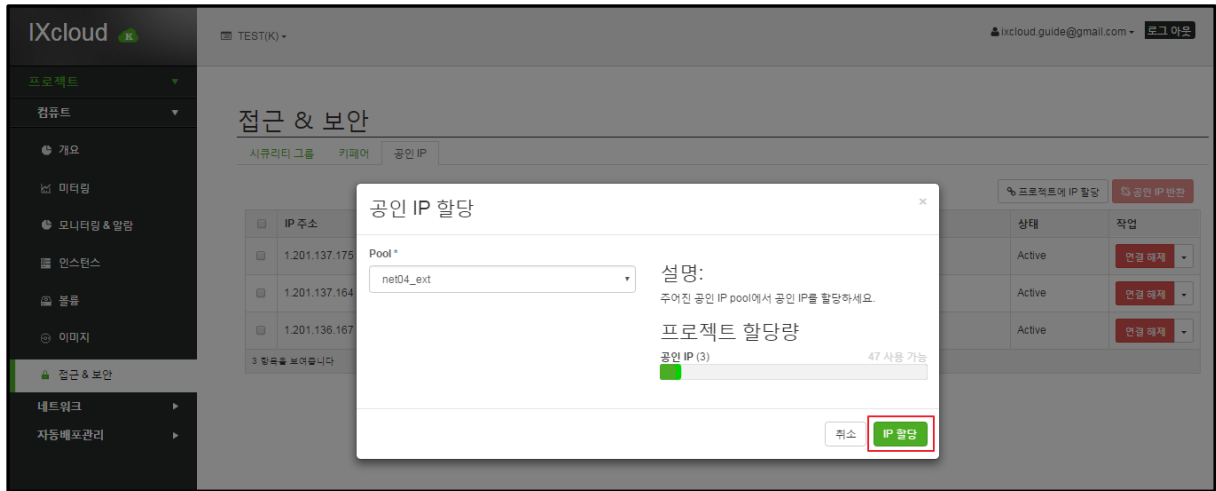 IXcloud K
TEST(K)
ixcloud.guide@gmail.com
로그 아웃
프로젝트
컴퓨트
개요
미터링
모니터링 & 알람
인스턴스
볼륨
이미지
접근 & 보안
네트워크
자동배포관리
접근 & 보안
시큐리티 그룹 키페어 공인 IP
프로젝트에 IP 할당 공인 IP 반환
IP 주소 상태 작업
1.201.137.175 Active 연결 해제
1.201.137.164 Active 연결 해제
1.201.136.167 Active 연결 해제
3 항목을 보여줍니다
공인 IP 할당 ×
Pool *
net04_ext
설명:
주어진 공인 IP pool에서 공인 IP를 할당하세요.
프로젝트 할당량
공인 IP (3) 47 사용 가능
취소 IP 할당